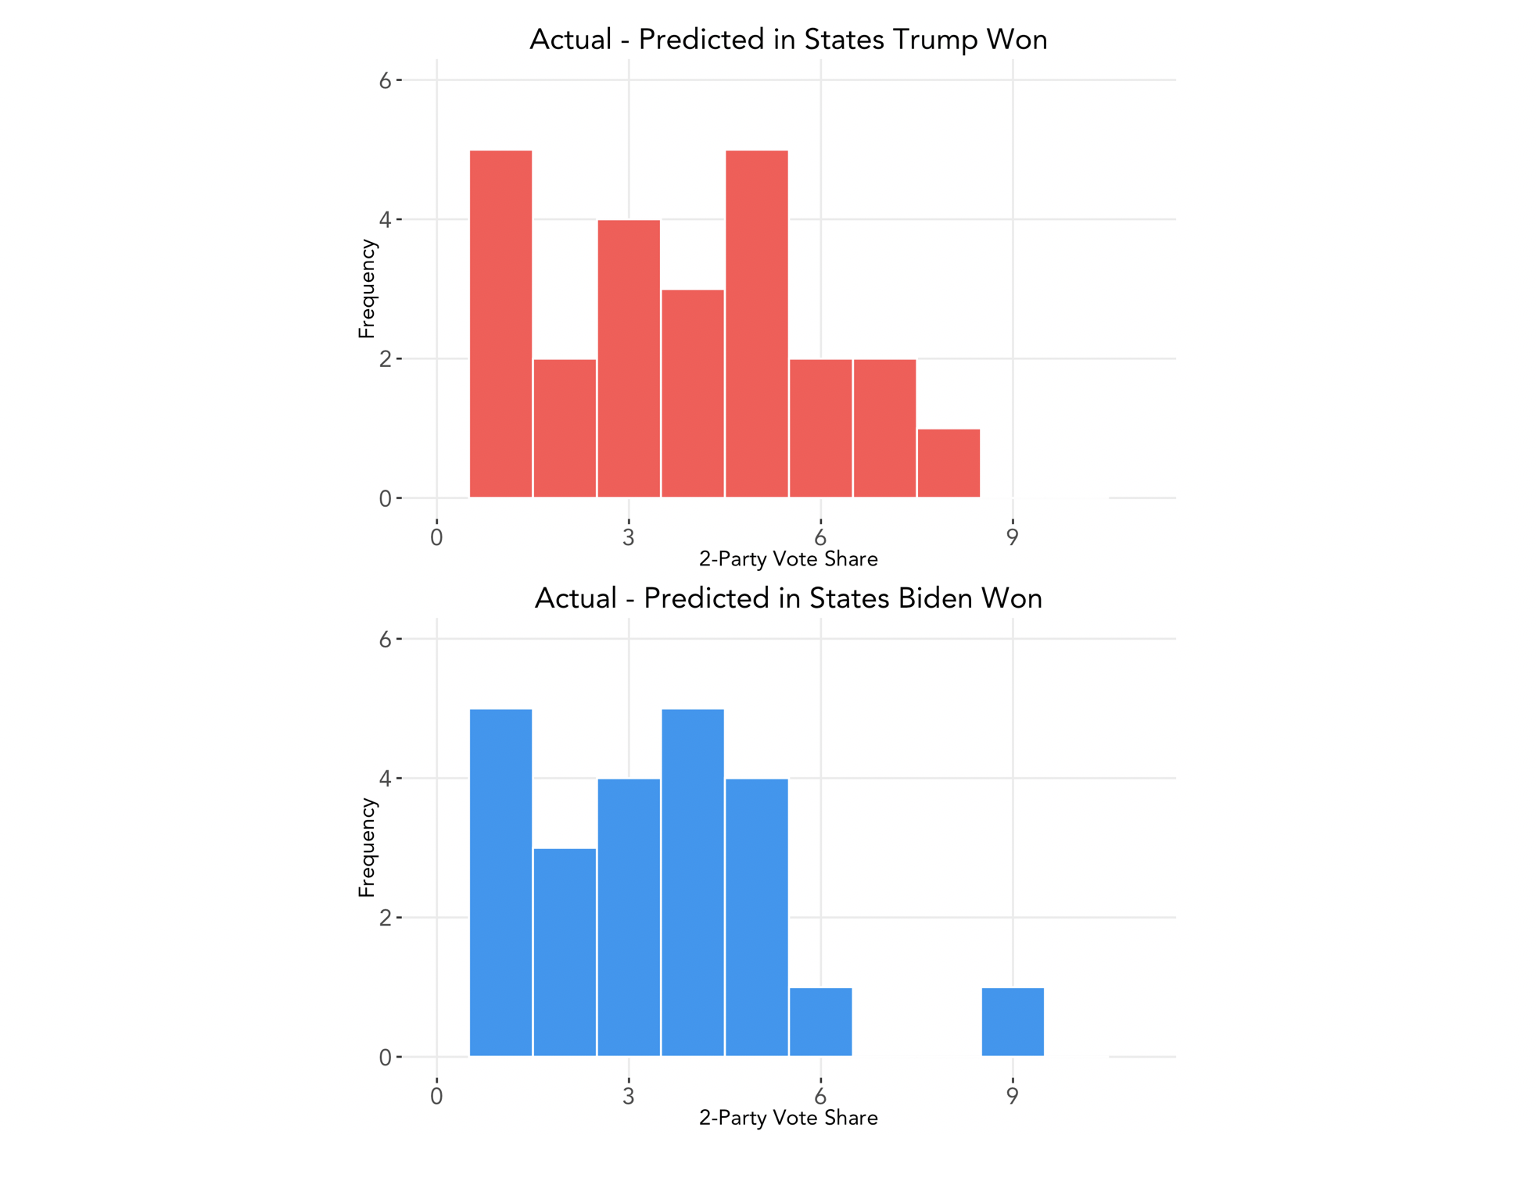 Actual - Predicted in States Trump Won
6
4
2
0
Frequency
0 3 6 9
2-Party Vote Share
Actual - Predicted in States Biden Won
6
4
2
0
Frequency
0 3 6 9
2-Party Vote Share